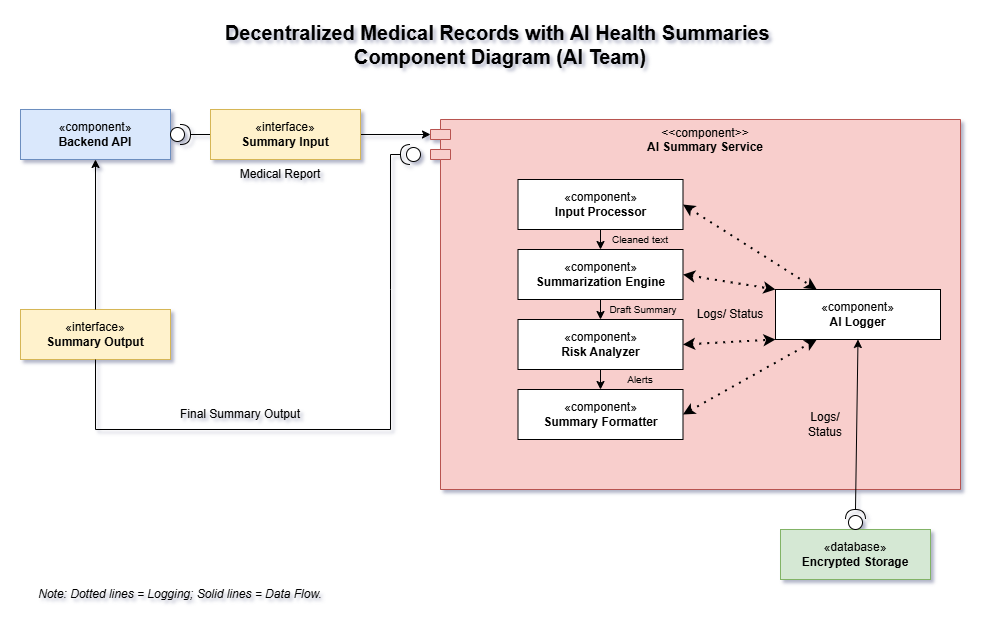 Decentralized Medical Records with AI Health Summaries
Component Diagram (AI Team)
«component»
Backend API
«interface»
Summary Input
Medical Report
<<component>>
AI Summary Service
«component»
Input Processor
Cleaned text
«component»
Summarization Engine
Draft Summary
«component»
Risk Analyzer
Alerts
«component»
Summary Formatter
Logs/ Status
«component»
AI Logger
«interface»
Summary Output
Final Summary Output
Logs/
Status
«database»
Encrypted Storage
Note: Dotted lines = Logging; Solid lines = Data Flow.